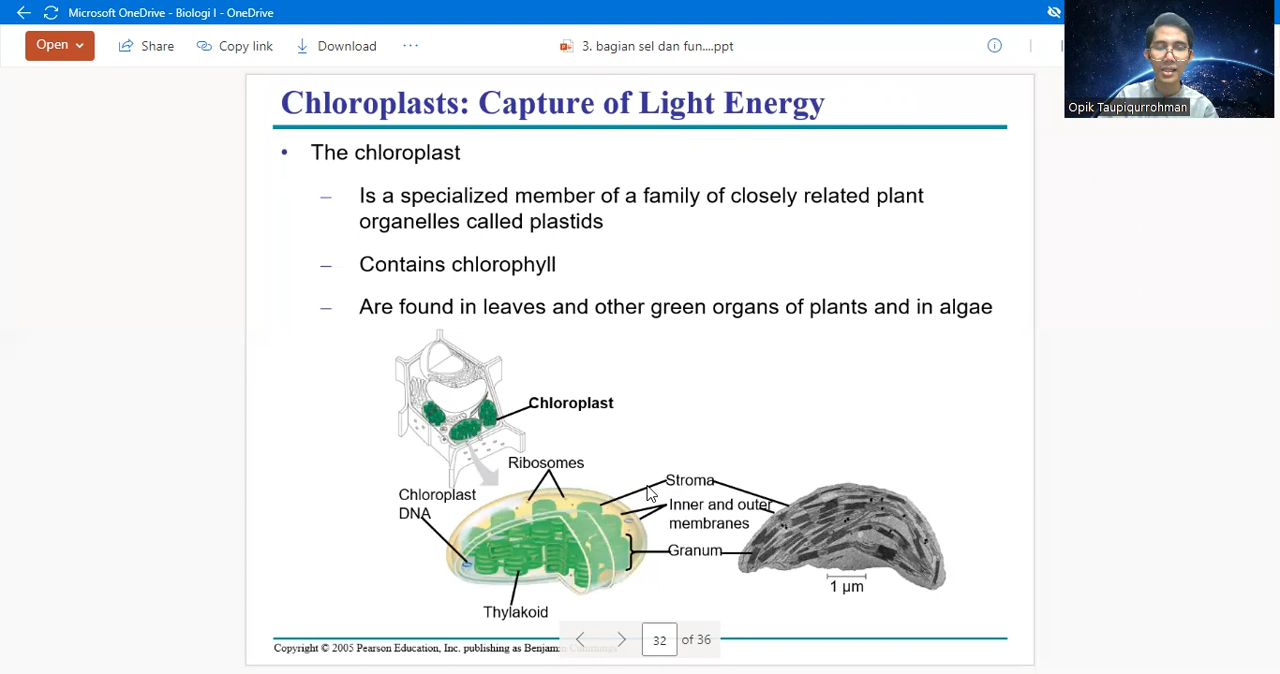 Microsoft OneDrive - Biologi I - OneDrive
Open
Share
Copy link
Download
...
3. bagian sel dan fun....ppt
Opik Taupiqurrohman
Chloroplasts: Capture of Light Energy
• The chloroplast
– Is a specialized member of a family of closely related plant
organelles called plastids
– Contains chlorophyll
– Are found in leaves and other green organs of plants and in algae
Chloroplast
Ribosomes
Stroma
Chloroplast
DNA
Inner and outer
membranes
Granum
1 µm
Thylakoid
32 of 36
Copyright © 2005 Pearson Education, Inc. publishing as Benjamin Cummings